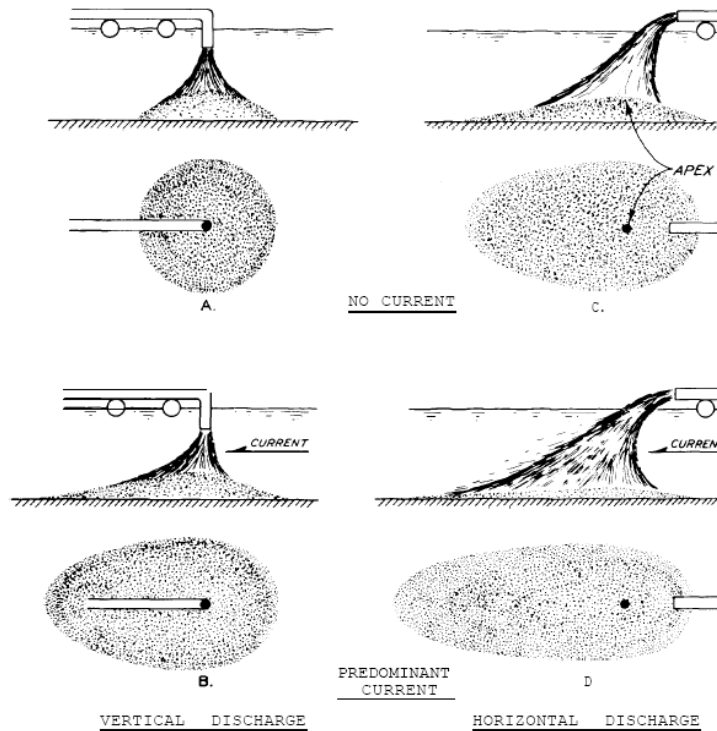 APEX
A.
NO CURRENT
C.
CURRENT
CURREN
B.
PREDOMINANT
CURRENT
D
VERTICAL DISCHARGE
HORIZONTAL DISCHARGE